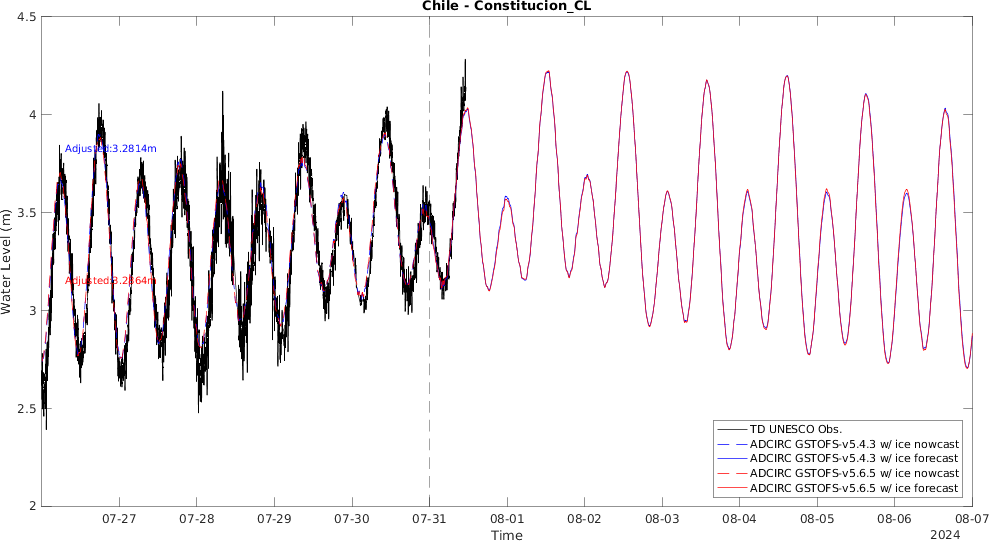 Chile - Constitucion_CL
4.5
4
3.5
3
2.5
2
Water Level (m)
Adjusted:3.2814m
Adjusted:3.2864m
07-27
07-28
07-29
07-30
07-31
08-01
08-02
08-03
08-04
08-05
08-06
08-07
Time
2024
TD UNESCO Obs.
ADCIRC GSTOFS-v5.4.3 w/ ice nowcast
ADCIRC GSTOFS-v5.4.3 w/ ice forecast
ADCIRC GSTOFS-v5.6.5 w/ ice nowcast
ADCIRC GSTOFS-v5.6.5 w/ ice forecast